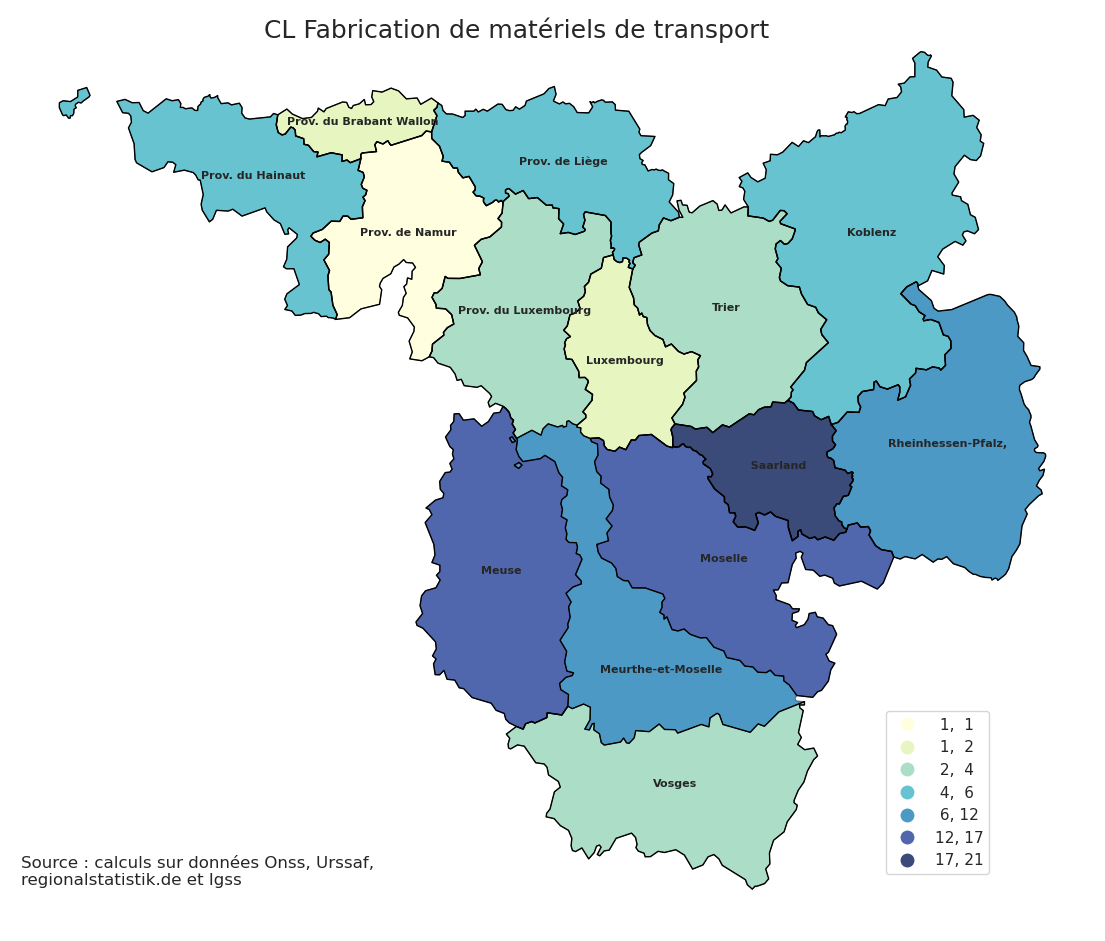 CL Fabrication de matériels de transport
Prov. du Brabant Wallon
Prov. de Liège
Prov. du Hainaut
Prov. de Namur
Koblenz
Prov. du Luxembourg
Trier
Luxembourg
Rheinhessen-Pfalz,
Saarland
Moselle
Meuse
Meurthe-et-Moselle
Vosges
1, 1
1, 2
2, 4
4, 6
6, 12
12, 17
17, 21
Source : calculs sur données Onss, Urssaf,
regionalstatistik.de et Igss